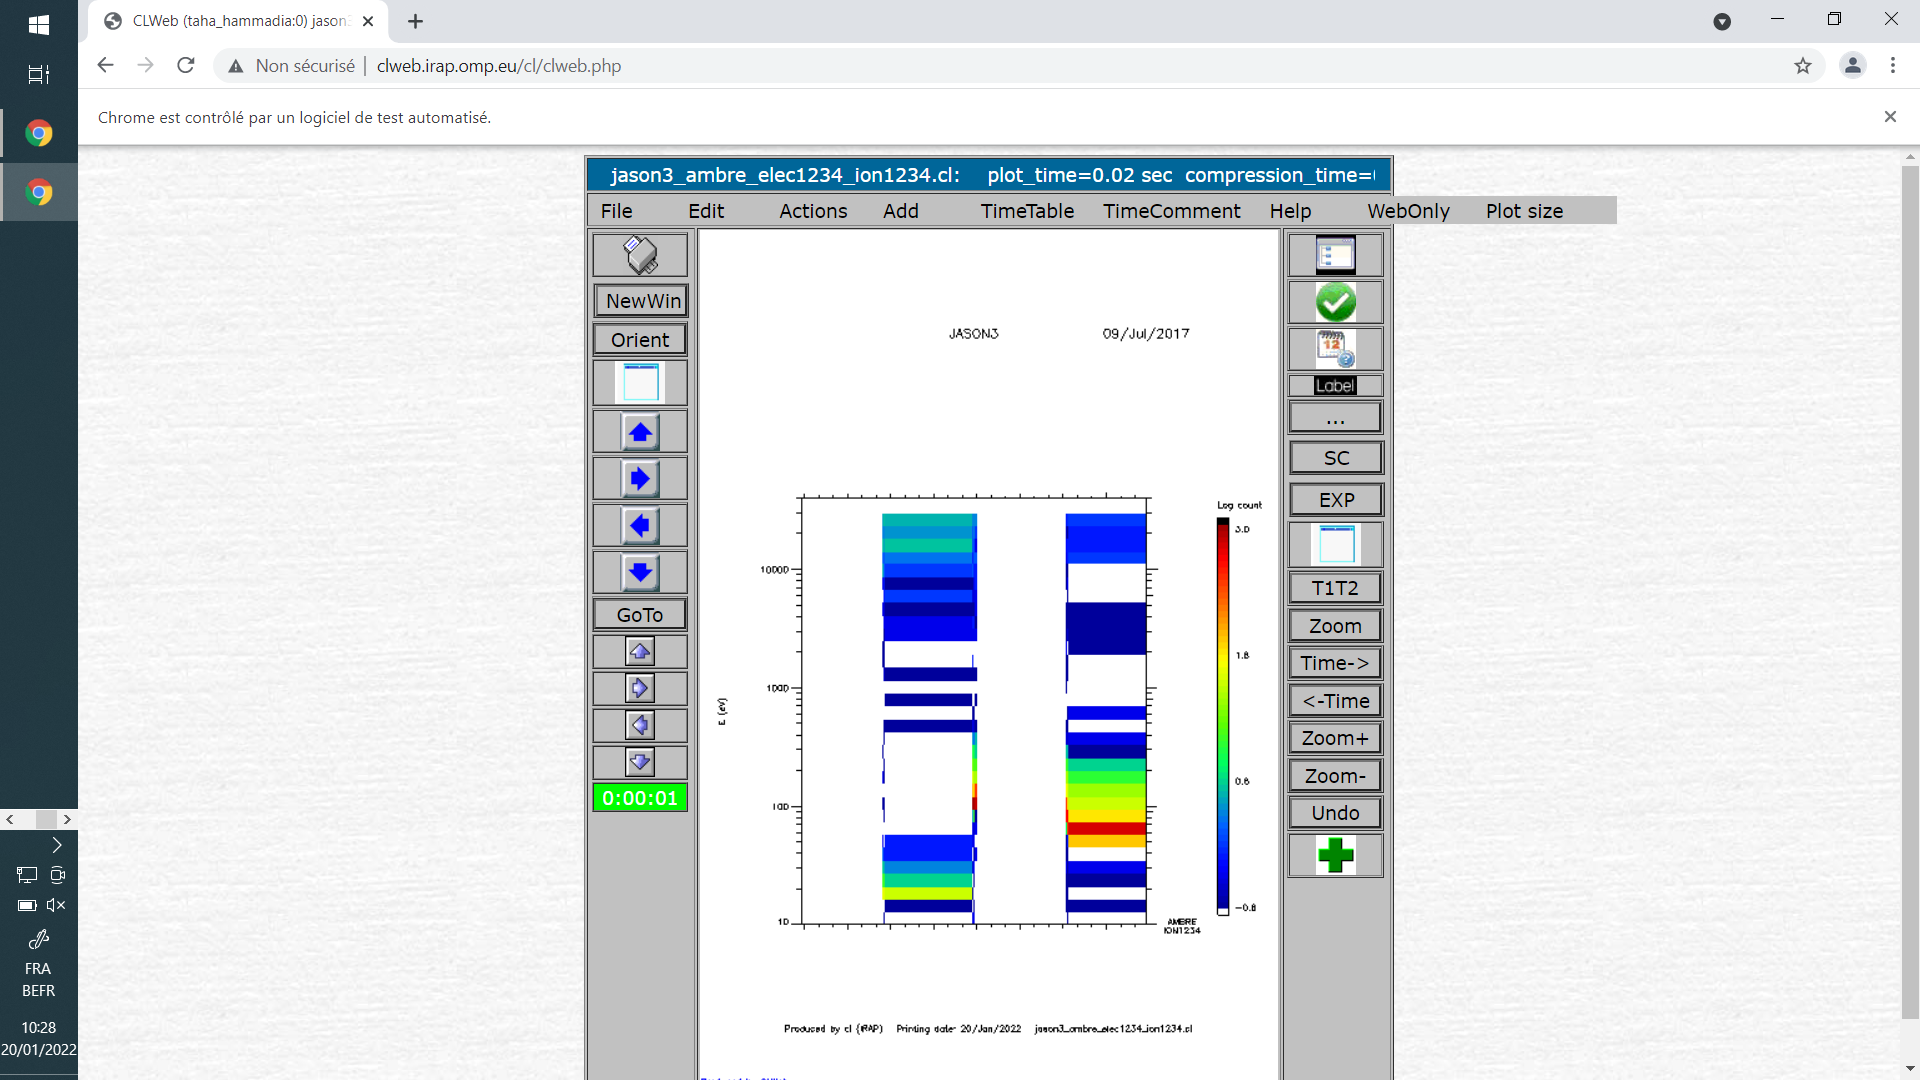 CLWeb (taha_hammadia:0) jason3
Non sécurisé | clweb.irap.omp.eu/cl/clweb.php
Chrome est contrôlé par un logiciel de test automatisé.
jason3_ambre_elec1234_ion1234.cl: plot_time=0.02 sec compression_time=
File Edit Actions Add TimeTable TimeComment Help WebOnly Plot size
NewWin
Orient
GoTo
0:00:01
JASON3 09/Jul/2017
Log count
3.0
1.8
0.6
-0.8
10000
1000
100
10
E (eV)
AMBRE
ION1234
Produced by cl (IRAP) Printing date: 20/Jan/2022 jason3_ambre_elec1234_ion1234.cl
Label
...
SC
EXP
T1T2
Zoom
Time->
<-Time
Zoom+
Zoom-
Undo
FRA
BEFR
10:28
20/01/2022